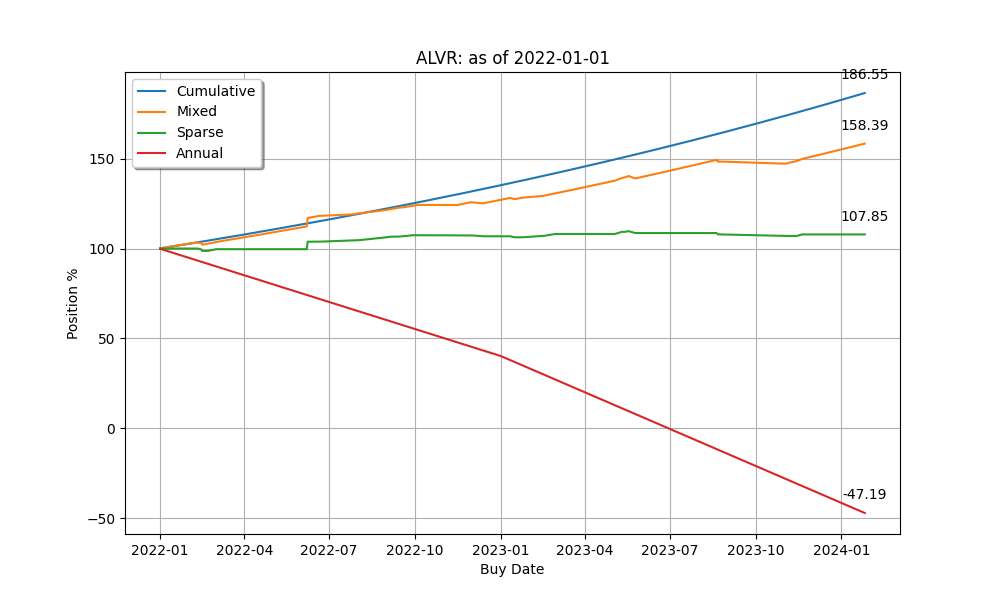 ALVR: as of 2022-01-01
186.55
Cumulative
Mixed
Sparse
Annual
158.39
150
107.85
100
Position %
50
0
-47.19
−50
2022-01 2022-04 2022-07 2022-10 2023-01 2023-04 2023-07 2023-10 2024-01
Buy Date